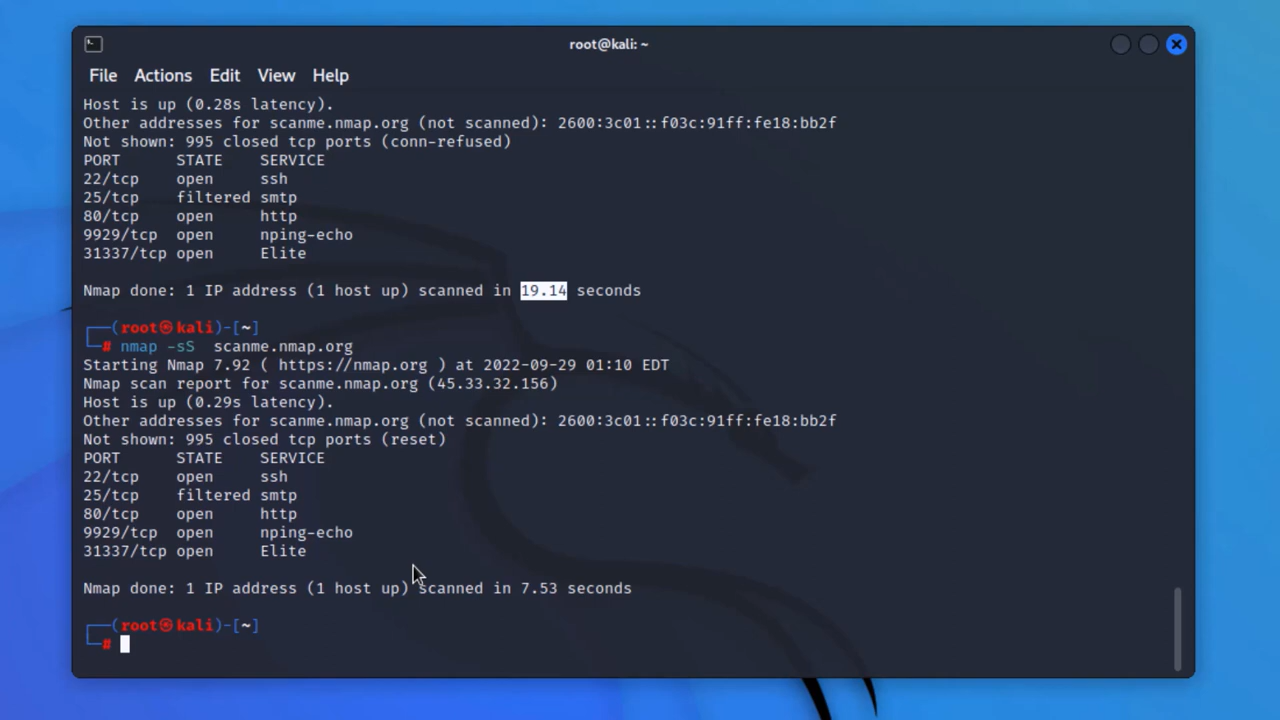 root@kali: ~
File Actions Edit View Help
Host is up (0.28s latency).
Other addresses for scanme.nmap.org (not scanned): 2600:3c01::f03c:91ff:fe18:bb2f
Not shown: 995 closed tcp ports (conn-refused)
PORT STATE SERVICE
22/tcp open ssh
25/tcp filtered smtp
80/tcp open http
9929/tcp open nping-echo
31337/tcp open Elite
Nmap done: 1 IP address (1 host up) scanned in 19.14 seconds
┌──(root㉿kali)-[~]
└─# nmap -sS  scanme.nmap.org
Starting Nmap 7.92 ( https://nmap.org ) at 2022-09-29 01:10 EDT
Nmap scan report for scanme.nmap.org (45.33.32.156)
Host is up (0.29s latency).
Other addresses for scanme.nmap.org (not scanned): 2600:3c01::f03c:91ff:fe18:bb2f
Not shown: 995 closed tcp ports (reset)
PORT STATE SERVICE
22/tcp open ssh
25/tcp filtered smtp
80/tcp open http
9929/tcp open nping-echo
31337/tcp open Elite
Nmap done: 1 IP address (1 host up) scanned in 7.53 seconds
┌──(root㉿kali)-[~]
└─#